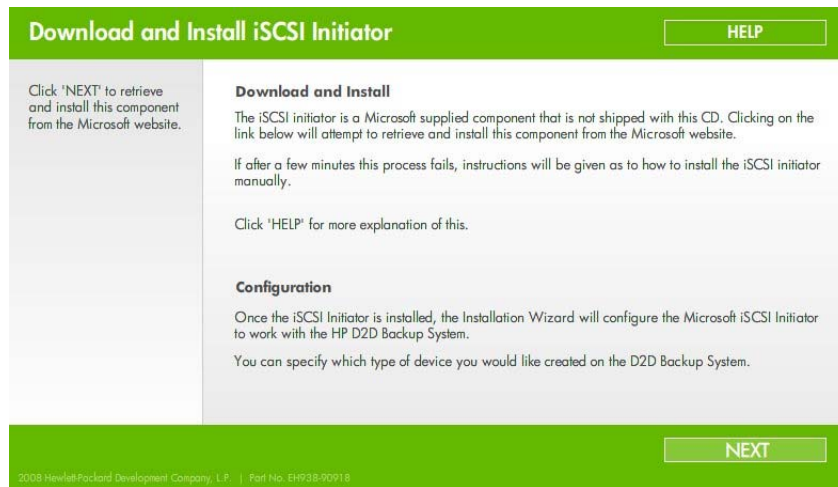 Download and Install iSCSI Initiator
HELP
Click 'NEXT' to retrieve
and install this component
from the Microsoft website.
Download and Install
The iSCSI initiator is a Microsoft supplied component that is not shipped with this CD. Clicking on the
link below will attempt to retrieve and install this component from the Microsoft website.
If after a few minutes this process fails, instructions will be given as to how to install the iSCSI initiator
manually.
Click 'HELP' for more explanation of this.
Configuration
Once the iSCSI Initiator is installed, the Installation Wizard will configure the Microsoft iSCSI Initiator
to work with the HP D2D Backup System.
You can specify which type of device you would like created on the D2D Backup System.
NEXT
2008 Hewlett-Packard Development Company, L.P. | Part No. EH938-90918